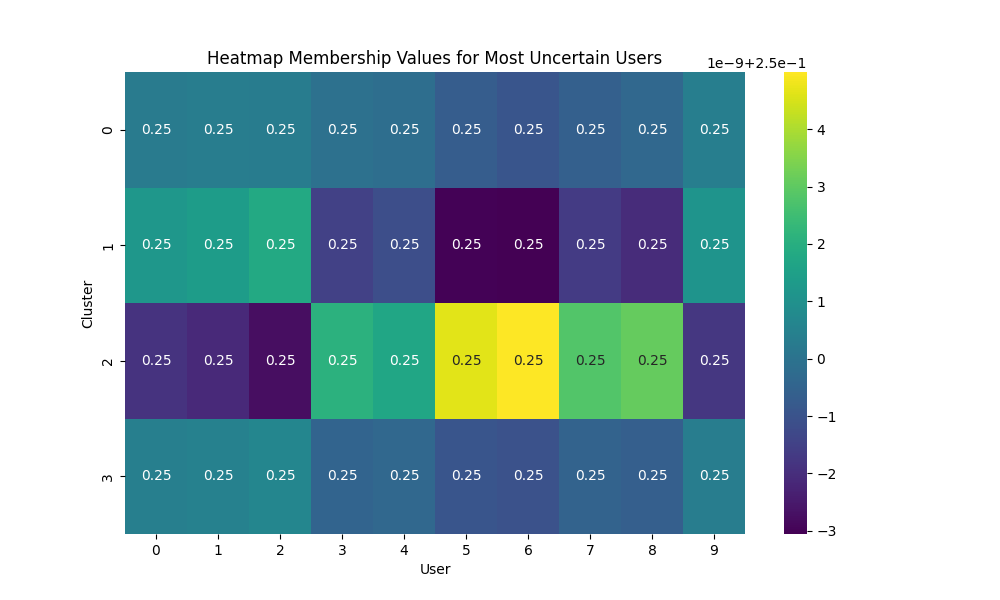 Heatmap Membership Values for Most Uncertain Users
1e−9+2.5e−1
0 0.25 0.25 0.25 0.25 0.25 0.25 0.25 0.25 0.25 0.25
1 0.25 0.25 0.25 0.25 0.25 0.25 0.25 0.25 0.25 0.25
2 0.25 0.25 0.25 0.25 0.25 0.25 0.25 0.25 0.25 0.25
3 0.25 0.25 0.25 0.25 0.25 0.25 0.25 0.25 0.25 0.25
Cluster
0 1 2 3 4 5 6 7 8 9
User
4
3
2
1
0
−1
−2
−3